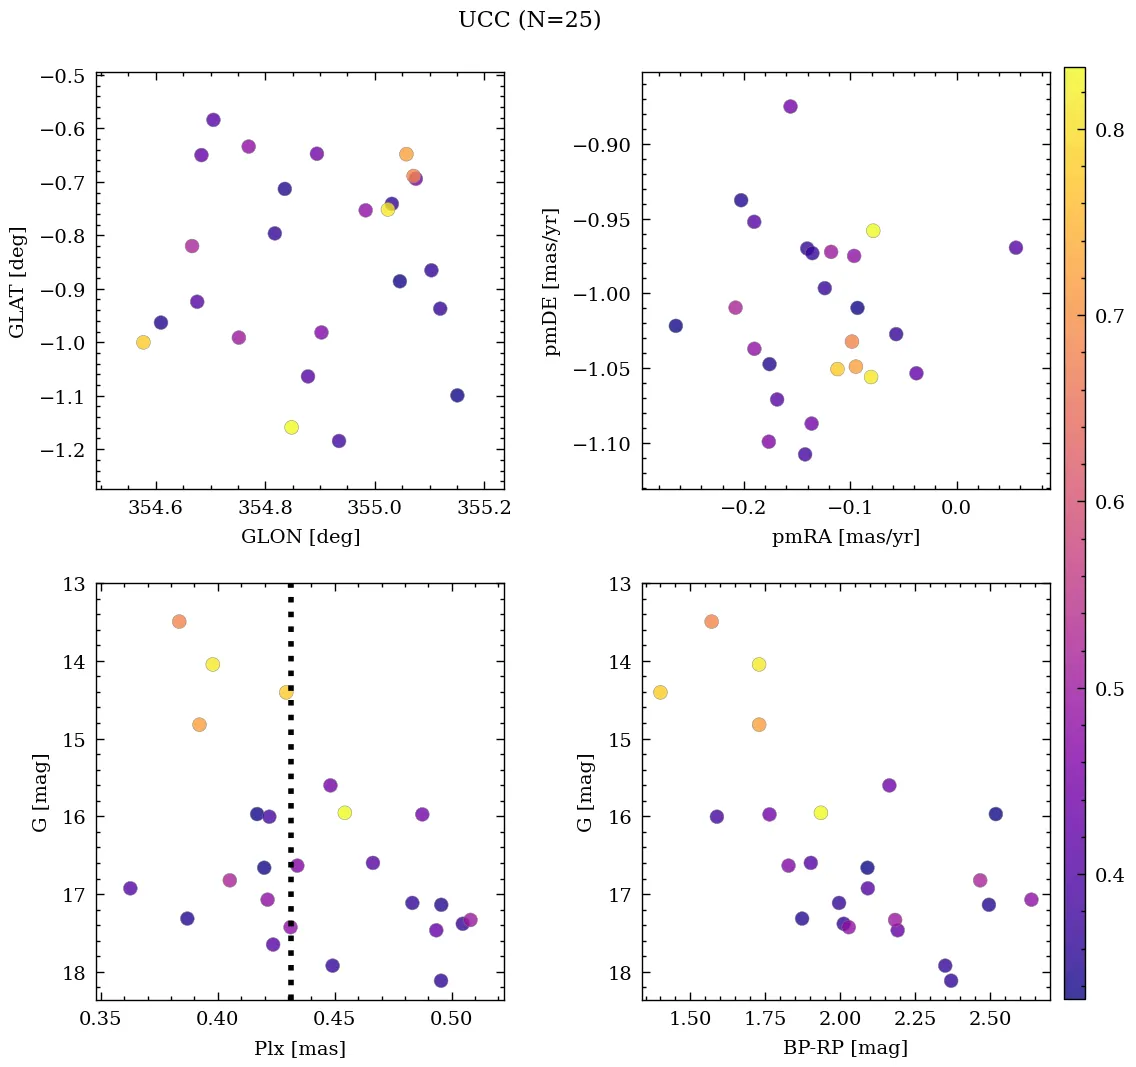 UCC (N=25)
−0.5
−0.6
−0.7
−0.8
−0.9
−1.0
−1.1
−1.2
GLAT [deg]
354.6 354.8 355.0 355.2
GLON [deg]
−0.90
−0.95
−1.00
−1.05
−1.10
pmDE [mas/yr]
−0.2 −0.1 0.0
pmRA [mas/yr]
13
14
15
16
17
18
G [mag]
0.35 0.40 0.45 0.50
Plx [mas]
13
14
15
16
17
18
G [mag]
1.50 1.75 2.00 2.25 2.50
BP-RP [mag]
0.8
0.7
0.6
0.5
0.4